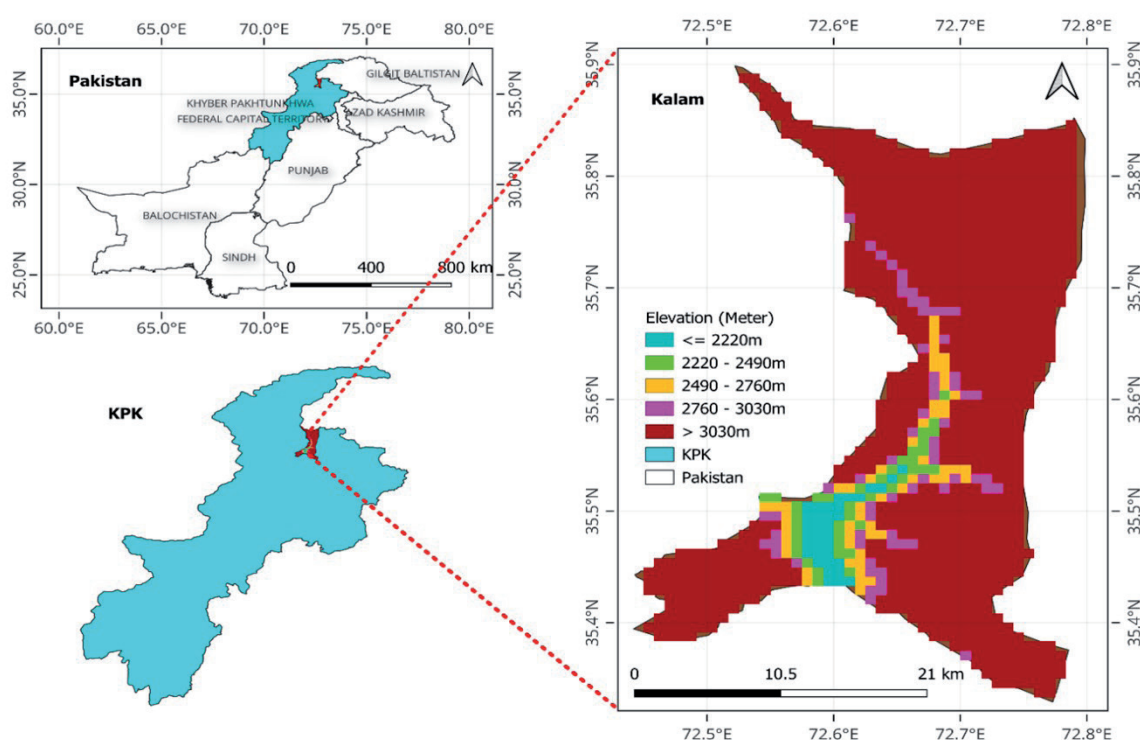 60.0°E 65.0°E 70.0°E 75.0°E 80.0°E
Pakistan
GILGIT BALTISTAN
KHYBER PAKHTUNKHWA
AZAD KASHMIR
FEDERAL CAPITAL TERRITORY
PUNJAB
BALOCHISTAN
SINDH
0 400 800 km
35.0°N
30.0°N
25.0°N
35.0°N
30.0°N
25.0°N
60.0°E 65.0°E 70.0°E 75.0°E 80.0°E
KPK
72.5°E 72.6°E 72.7°E 72.8°E
Kalam
35.9°N
35.8°N
35.7°N
35.6°N
35.5°N
35.4°N
Elevation (Meter)
<= 2220m
2220 - 2490m
2490 - 2760m
2760 - 3030m
> 3030m
KPK
Pakistan
35.9°N
35.8°N
35.7°N
35.6°N
35.5°N
35.4°N
0 10.5 21 km
72.5°E 72.6°E 72.7°E 72.8°E